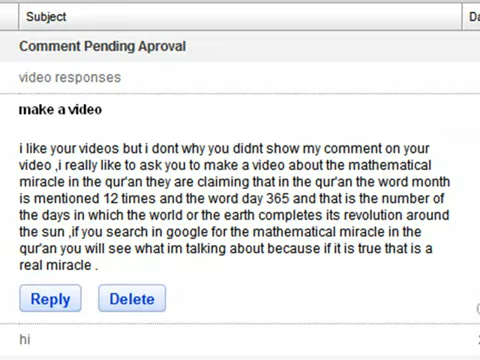 Subject
Da
Comment Pending Aproval
video responses
make a video
i like your videos but i dont why you didnt show my comment on your
video ,i really like to ask you to make a video about the mathematical
miracle in the qur'an they are claiming that in the qur'an the word month
is mentioned 12 times and the word day 365 and that is the number of
the days in which the world or the earth completes its revolution around
the sun ,if you search in google for the mathematical miracle in the
qur'an you will see what im talking about because if it is true that is a
real miracle .
Reply Delete
hi